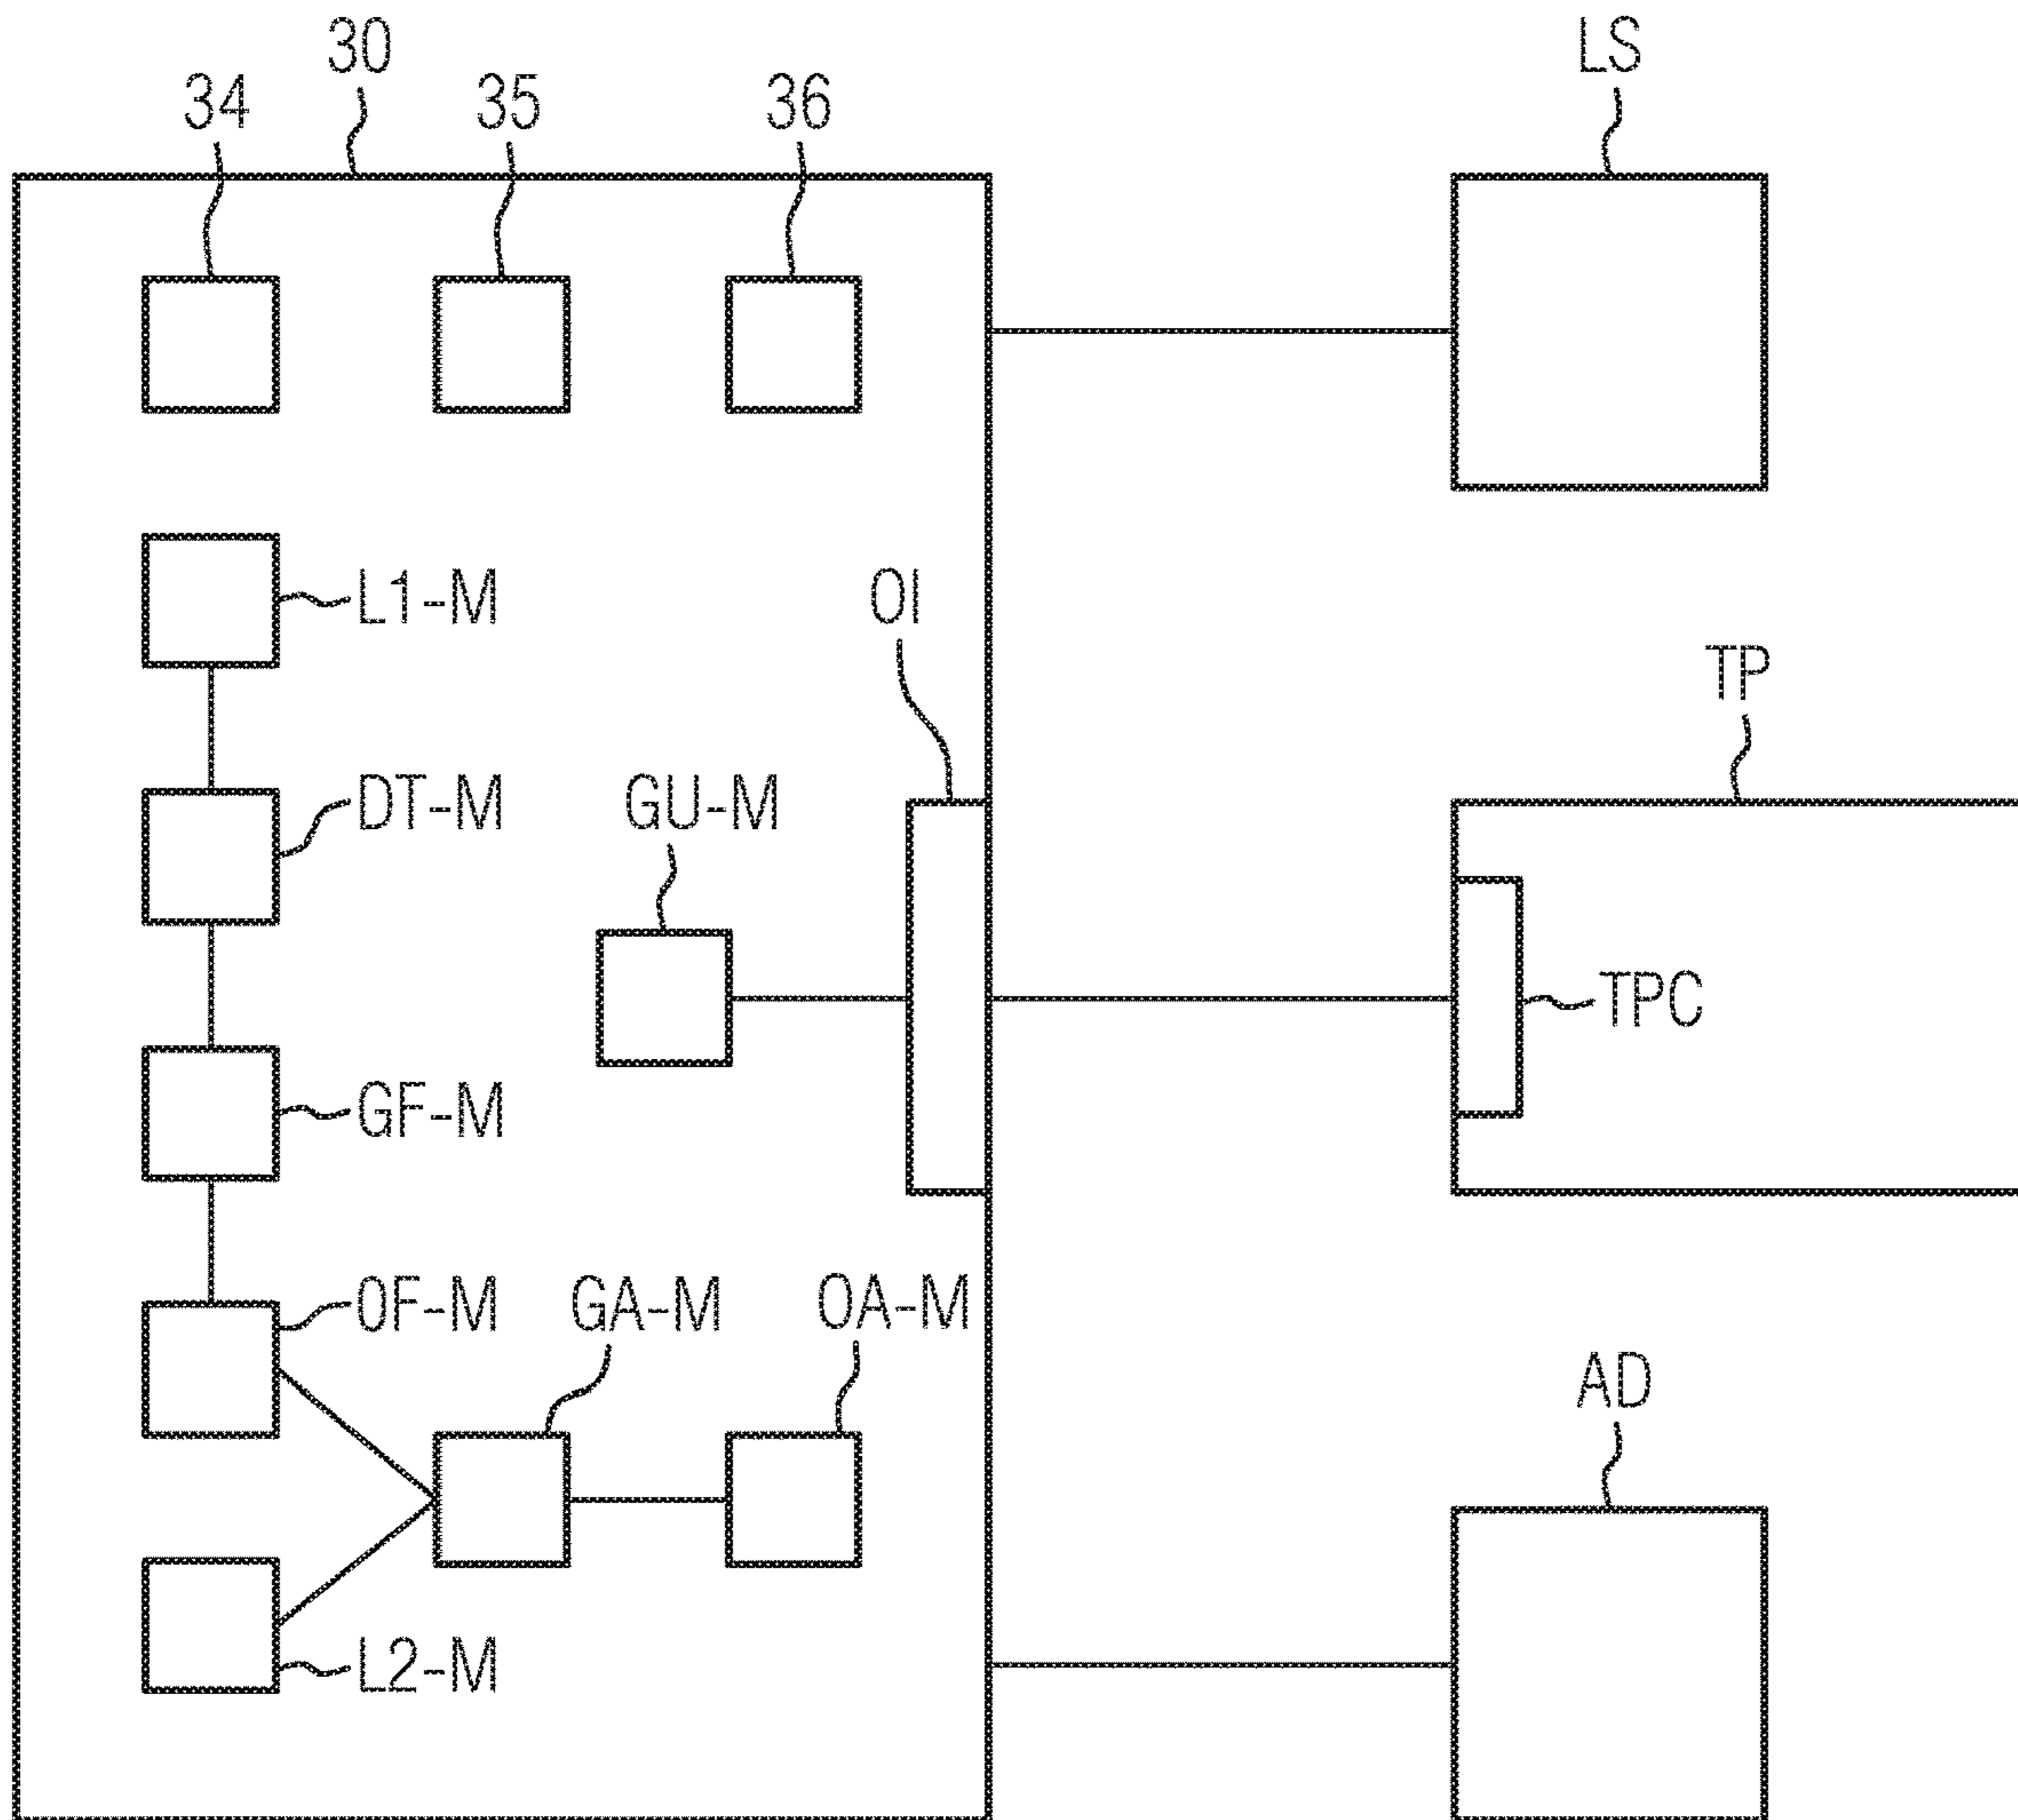 30
LS
34
35
36
L1-M
OI
TP
DT-M
GU-M
TPC
GF-M
OF-M
GA-M
OA-M
AD
L2-M